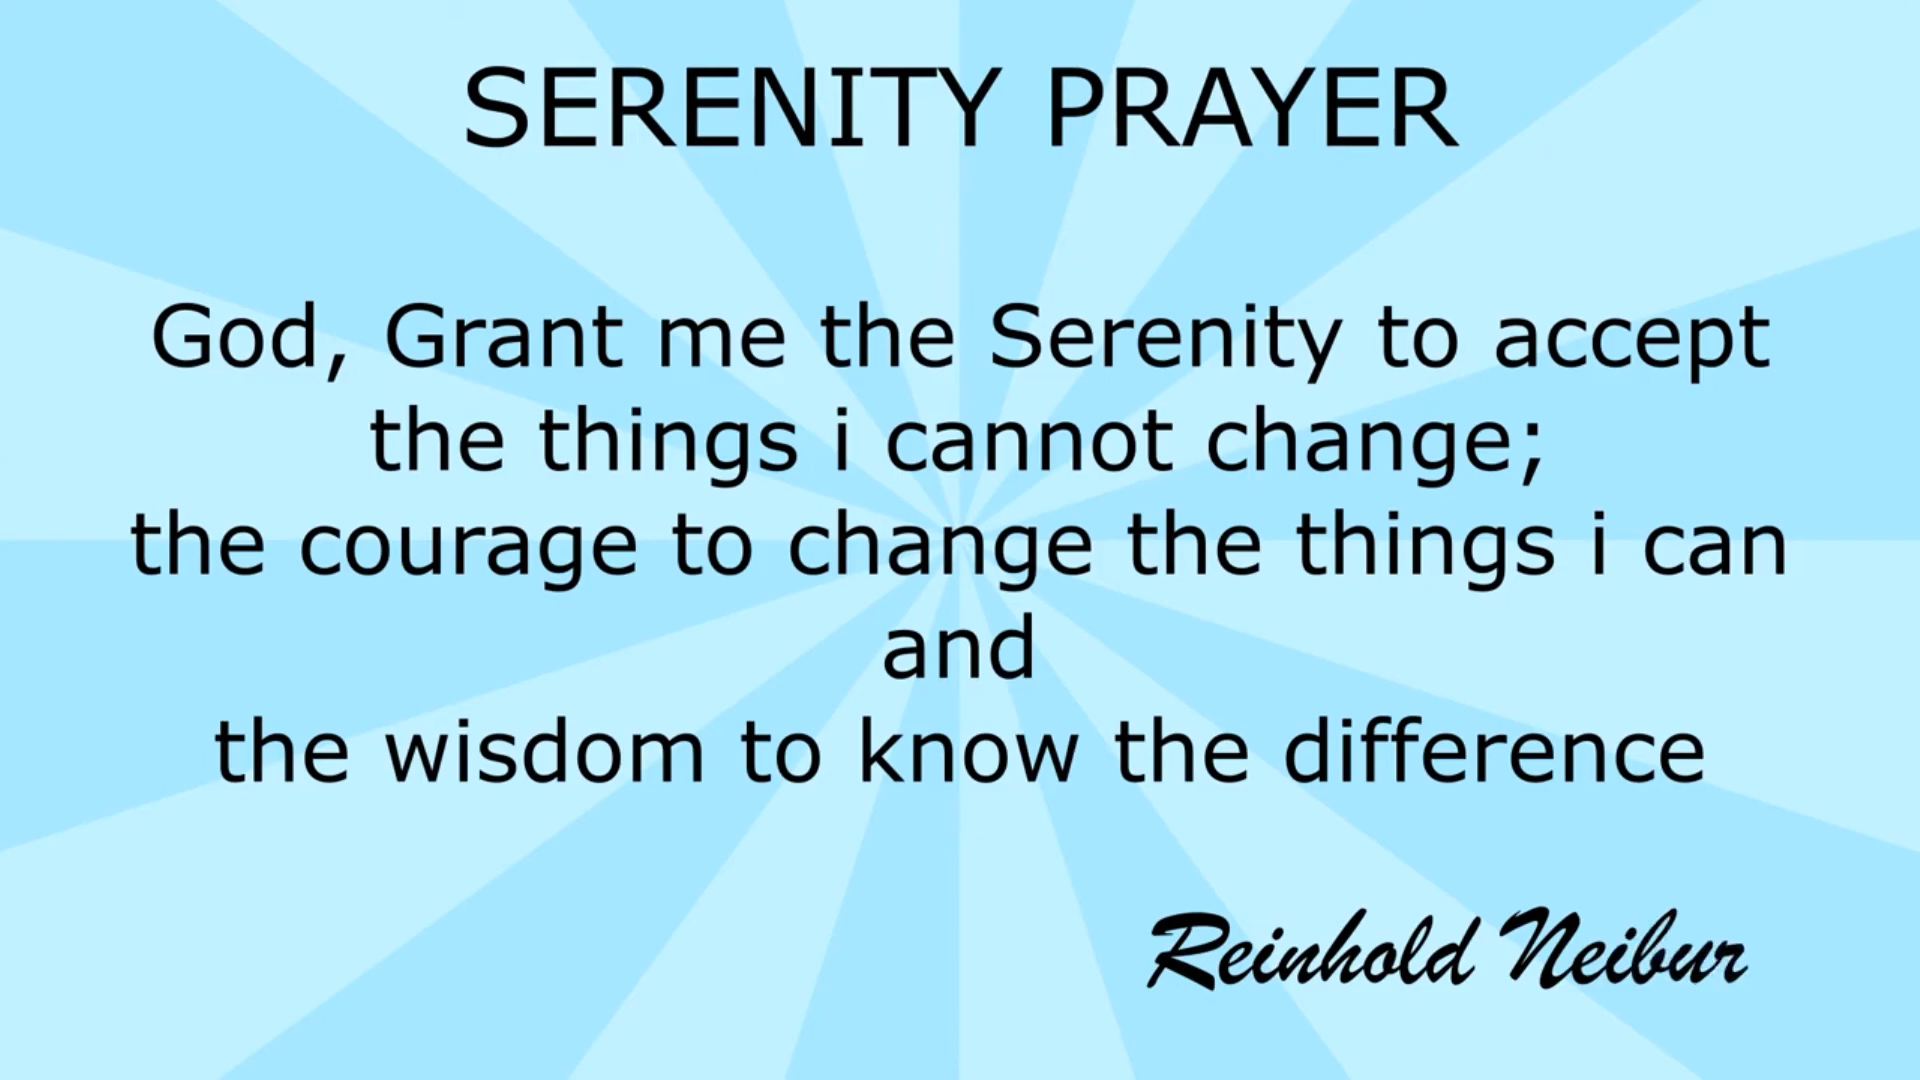 SERENITY PRAYER
God, Grant me the Serenity to accept
the things i cannot change;
the courage to change the things i can
and
the wisdom to know the difference
Reinhold Neibur